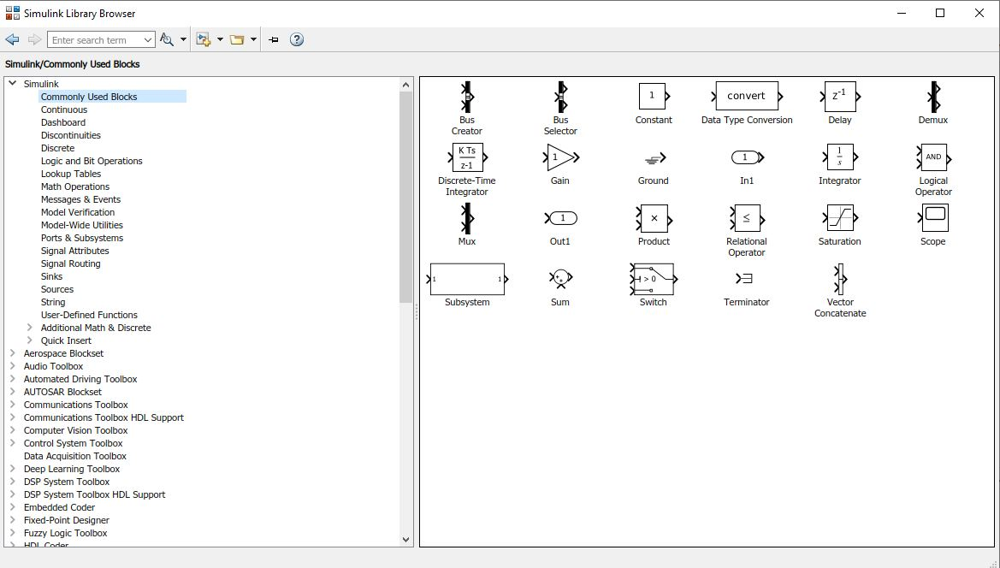 Simulink Library Browser
Enter search term
Simulink/Commonly Used Blocks
Simulink
Commonly Used Blocks
Continuous
Dashboard
Discontinuities
Discrete
Logic and Bit Operations
Lookup Tables
Math Operations
Messages & Events
Model Verification
Model-Wide Utilities
Ports & Subsystems
Signal Attributes
Signal Routing
Sinks
Sources
String
User-Defined Functions
Additional Math & Discrete
Quick Insert
Aerospace Blockset
Audio Toolbox
Automated Driving Toolbox
AUTOSAR Blockset
Communications Toolbox
Communications Toolbox HDL Support
Computer Vision Toolbox
Control System Toolbox
Data Acquisition Toolbox
Deep Learning Toolbox
DSP System Toolbox
DSP System Toolbox HDL Support
Embedded Coder
Fixed-Point Designer
Fuzzy Logic Toolbox
HDL Coder
Bus
Creator
Bus
Selector
1
Constant
convert
Data Type Conversion
z-1
Delay
Demux
K Ts
z-1
Discrete-Time
Integrator
1
Gain
Ground
1
In1
1
s
Integrator
AND
Logical
Operator
Mux
1
Out1
×
Product
≤
Relational
Operator
Saturation
Scope
1 1
Subsystem
+
+
Sum
> 0
Switch
Terminator
Vector
Concatenate